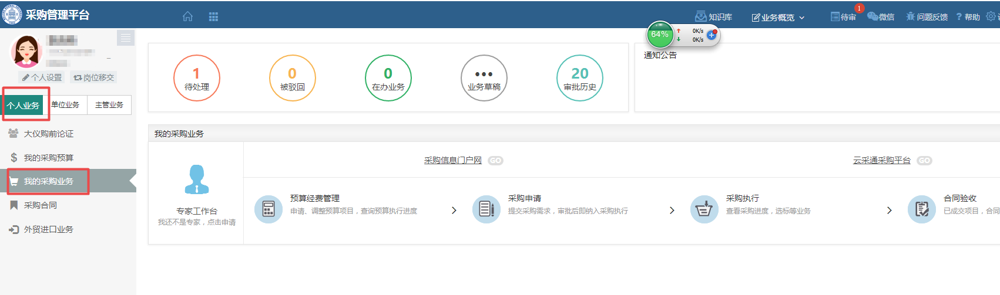 采购管理平台
知识库
业务概览
待审
1
微信
问题反馈
帮助
64%
0K/s
0K/s
个人设置
岗位移交
个人业务
单位业务
主管业务
大仪购前论证
我的采购预算
我的采购业务
采购合同
外贸进口业务
1
待处理
0
被驳回
0
在办业务
业务草稿
20
审批历史
通知公告
我的采购业务
专家工作台
我还不是专家，点击申请
采购信息门户网 GO
云采通采购平台 GO
预算经费管理
申请、调整预算项目，查询预算执行进度
采购申请
提交采购需求，审批后即纳入采购执行
采购执行
查看采购进度，选标等业务
合同验收
已成交项目，合同